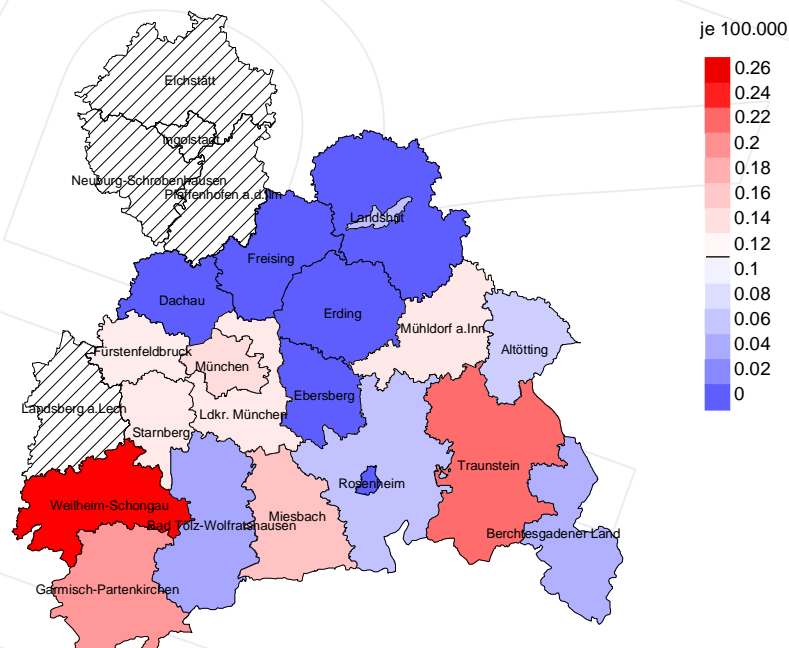 je 100.000
0.26
0.24
0.22
0.2
0.18
0.16
0.14
0.12
0.1
0.08
0.06
0.04
0.02
0
Eichstätt
Ingolstadt
Neuburg-Schrobenhausen
Pfaffenhofen a.d.Ilm
Landshut
Freising
Dachau
Erding
Mühldorf a.Inn
Altötting
Fürstenfeldbruck
München
Ebersberg
Landsberg a.Lech
Ldkr. München
Starnberg
Traunstein
Rosenheim
Weilheim-Schongau
Miesbach
Bad Tölz-Wolfratshausen
Berchtesgadener Land
Garmisch-Partenkirchen